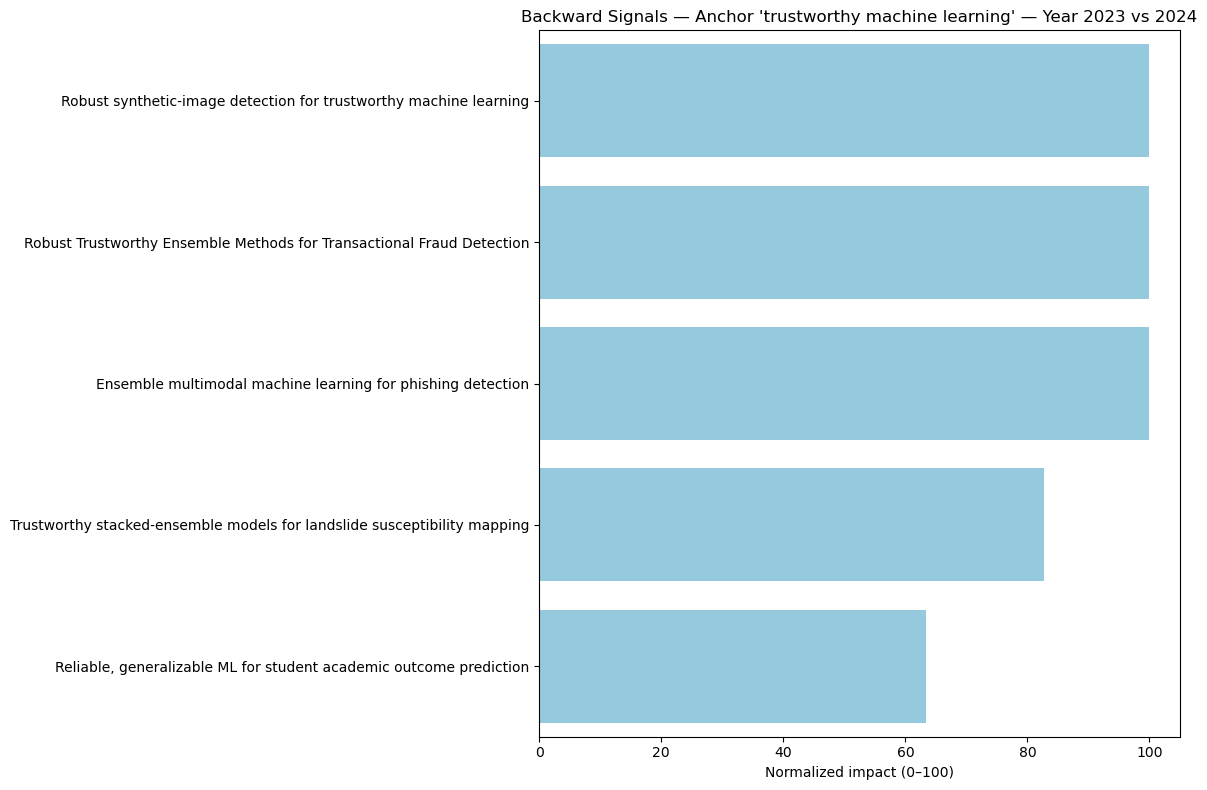 Backward Signals — Anchor 'trustworthy machine learning' — Year 2023 vs 2024
Robust synthetic-image detection for trustworthy machine learning
Robust Trustworthy Ensemble Methods for Transactional Fraud Detection
Ensemble multimodal machine learning for phishing detection
Trustworthy stacked-ensemble models for landslide susceptibility mapping
Reliable, generalizable ML for student academic outcome prediction
0 20 40 60 80 100
Normalized impact (0–100)